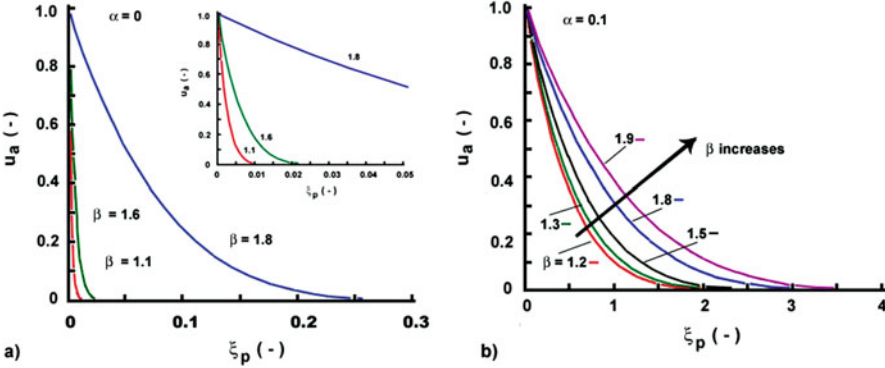 α = 0
1.0
0.8
0.6
0.4
0.2
0
u_a ( - )
β = 1.6
β = 1.1
β = 1.8
0
0.1
0.2
0.3
ξ_p ( - )
a)
1.0
0.8
0.6
0.4
0.2
0
u_a ( - )
1.8
1.6
1.1
0
0.01
0.02
0.03
0.04
0.05
ξ_p ( - )
α = 0.1
1.0
0.8
0.6
0.4
0.2
0
u_a ( - )
1.9
β increases
1.8
1.3
1.5
β = 1.2
0
1
2
3
4
ξ_p ( - )
b)